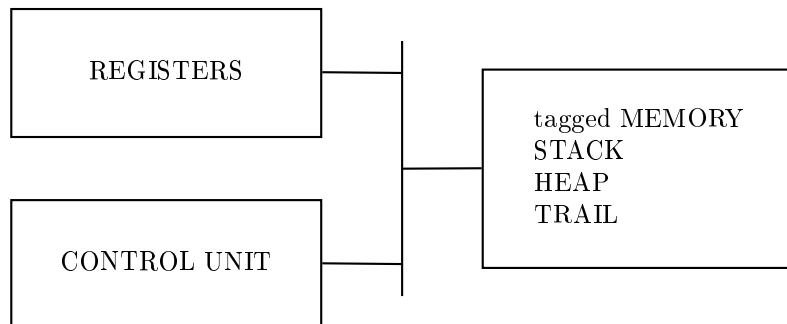 REGISTERS
CONTROL UNIT
tagged MEMORY
STACK
HEAP
TRAIL